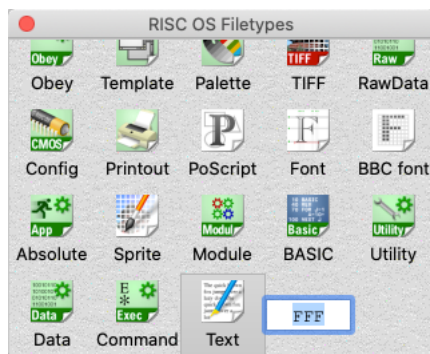 RISC OS Filetypes
Obey TIFF Raw
Obey Template Palette TIFF RawData
CMOS
Config Printout PoScript Font BBC font
App Modul Basic Utility
Absolute Sprite Module BASIC Utility
Data Exec FFF
Data Command Text